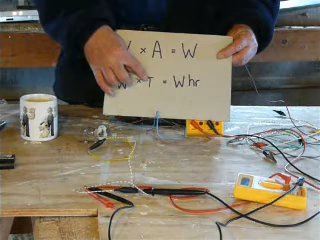 V × A = W
W × T = Whr